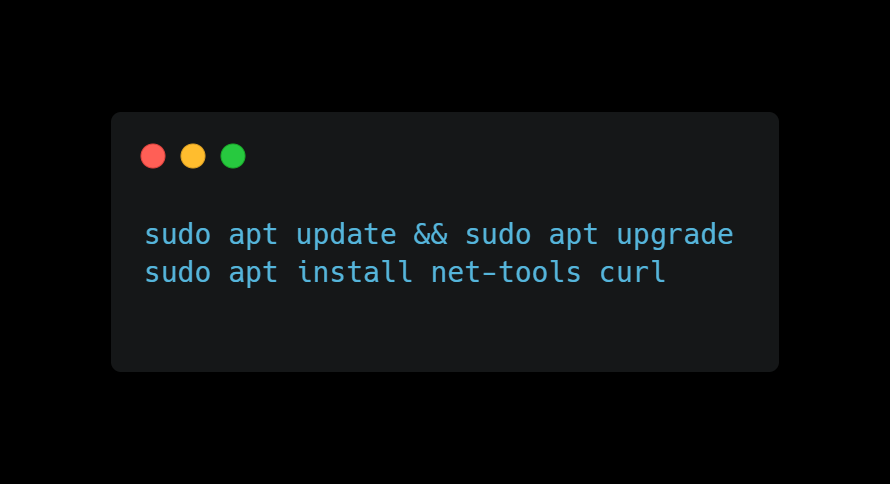 sudo apt update && sudo apt upgrade
sudo apt install net-tools curl